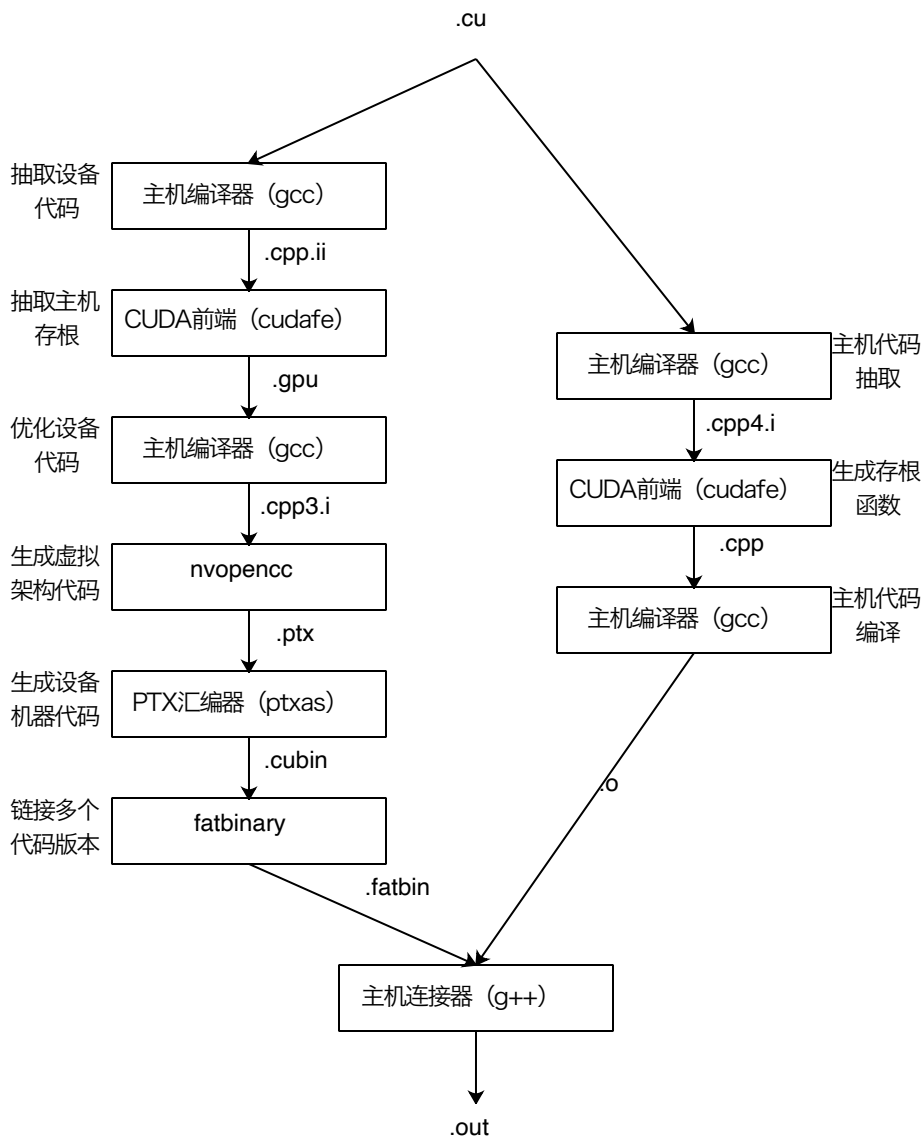 .cu
抽取设备
代码
主机编译器（gcc）
.cpp.ii
抽取主机
存根
CUDA前端（cudafe）
.gpu
优化设备
代码
主机编译器（gcc）
.cpp3.i
生成虚拟
架构代码
nvopencc
.ptx
生成设备
机器代码
PTX汇编器（ptxas）
.cubin
链接多个
代码版本
fatbinary
.fatbin
主机编译器（gcc）
主机代码
抽取
.cpp4.i
CUDA前端（cudafe）
生成存根
函数
.cpp
主机编译器（gcc）
主机代码
编译
.o
主机连接器（g++）
.out